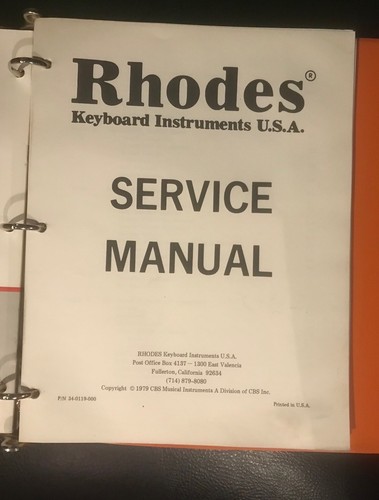 Rhodes®
Keyboard Instruments U.S.A.
SERVICE
MANUAL
RHODES Keyboard Instruments U.S.A.
Post Office Box 4137 — 1300 East Valencia
Fullerton, California 92634
(714) 879-8080
Copyright © 1979 CBS Musical Instruments A Division of CBS Inc.
P/N 34-0119-000
Printed in U.S.A.